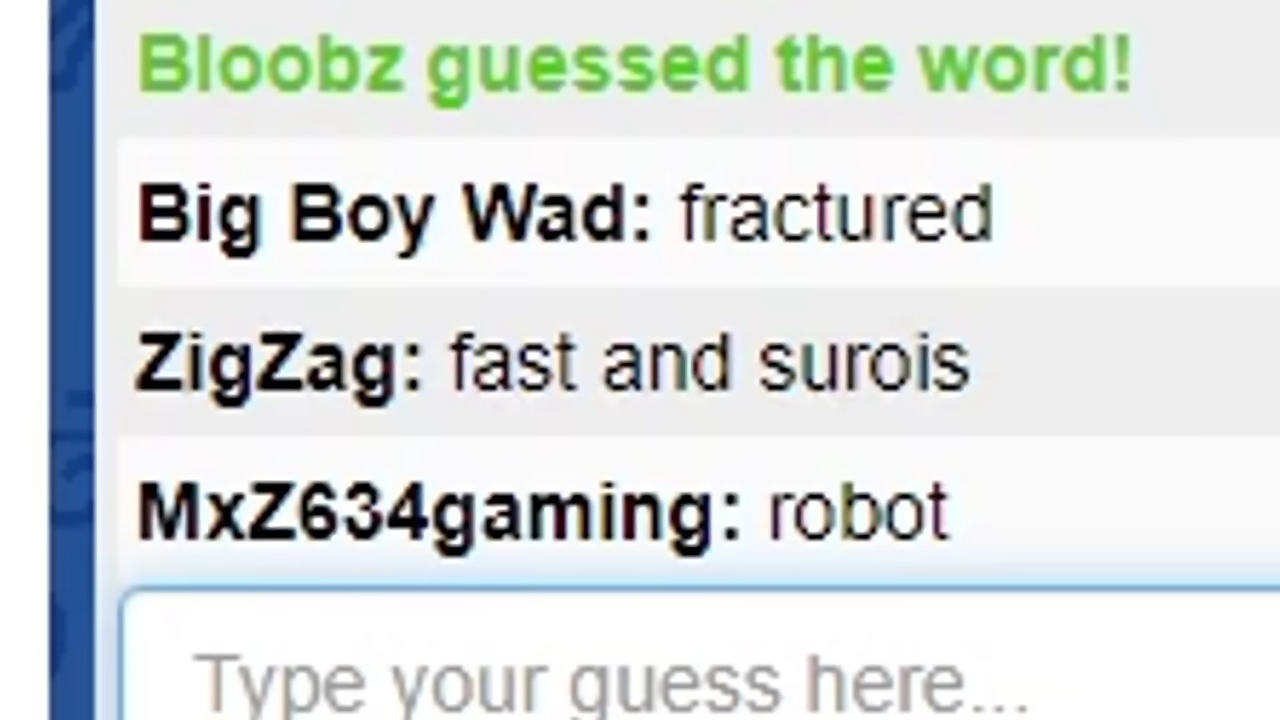 Bloobz guessed the word!
Big Boy Wad: fractured
ZigZag: fast and surois
MxZ634gaming: robot
Type your guess here...